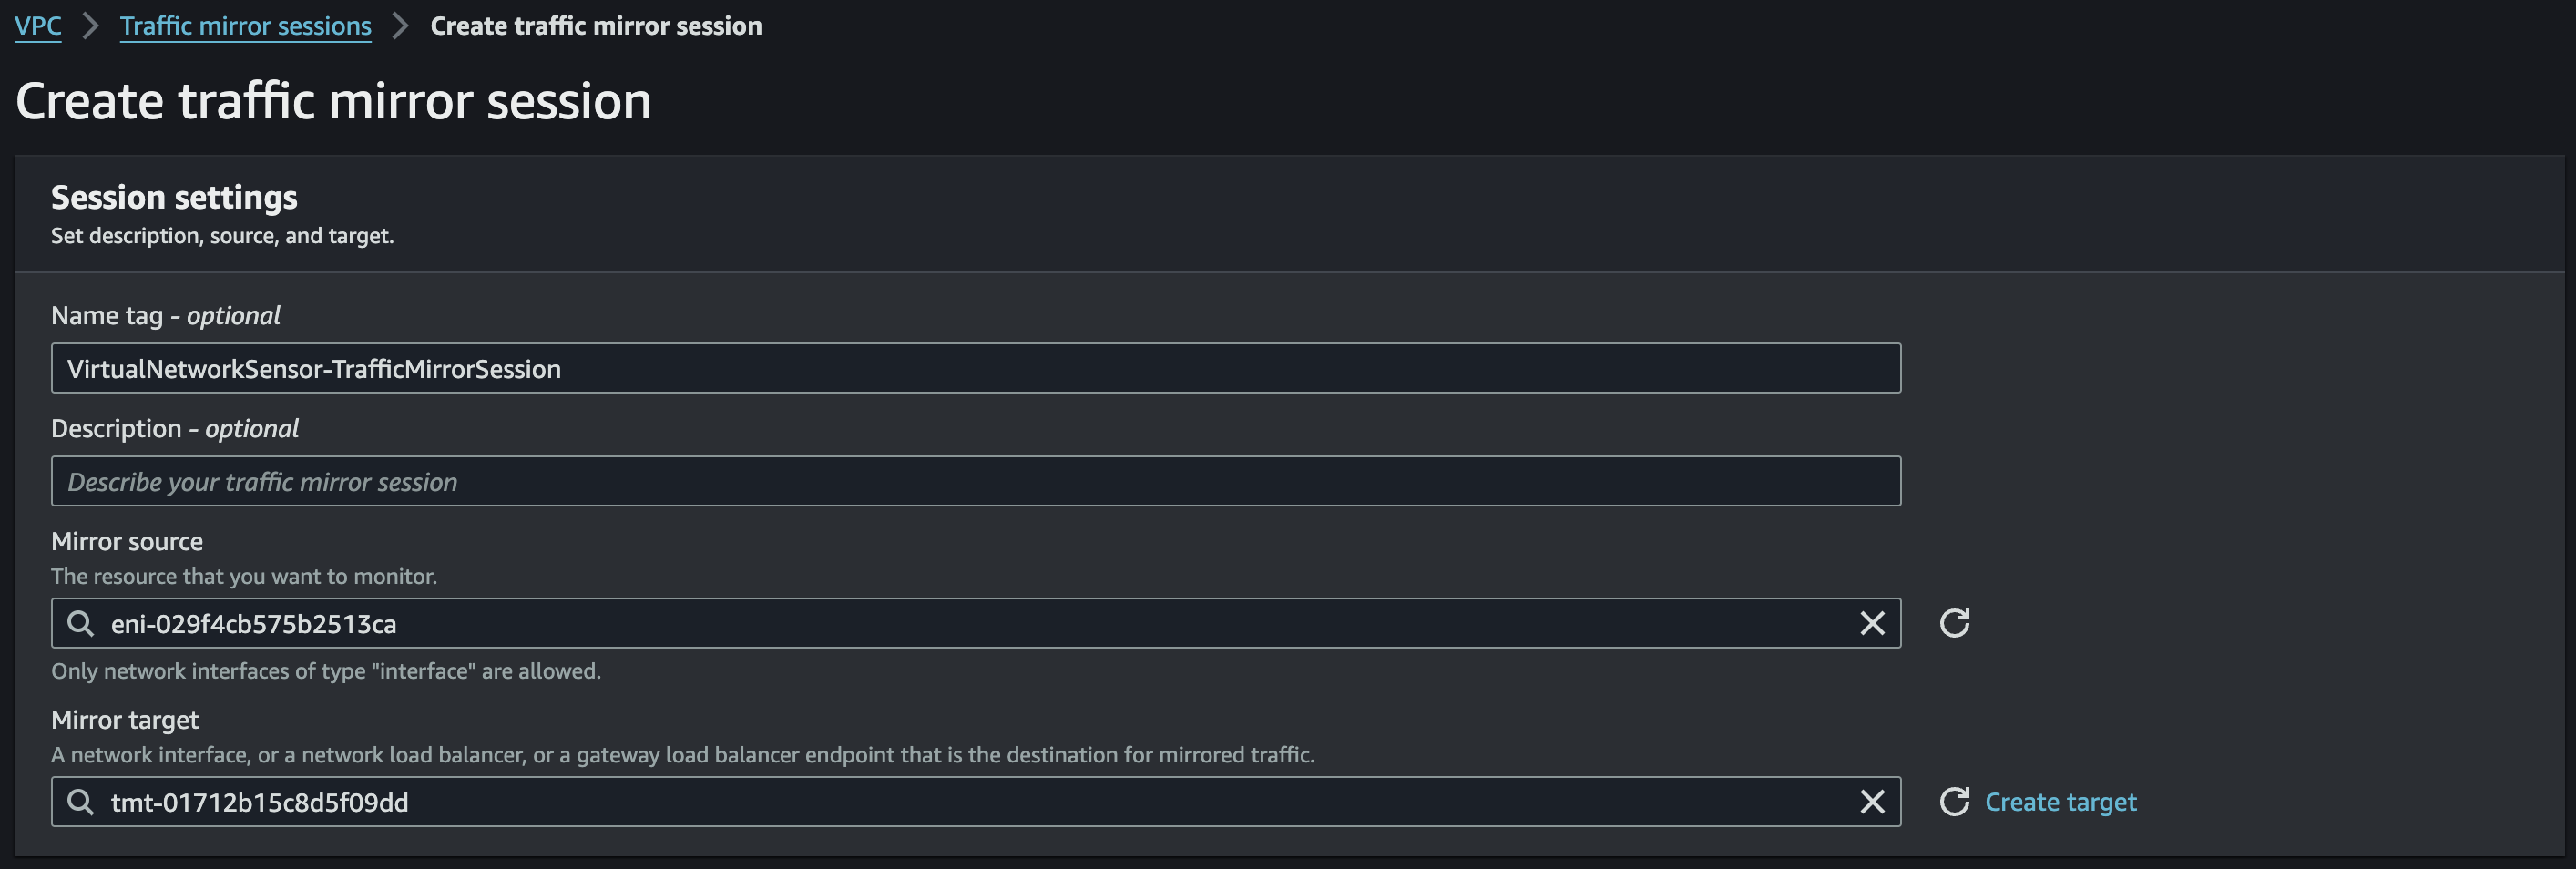 VPC > Traffic mirror sessions > Create traffic mirror session
Create traffic mirror session
Session settings
Set description, source, and target.
Name tag - optional
VirtualNetworkSensor-TrafficMirrorSession
Description - optional
Describe your traffic mirror session
Mirror source
The resource that you want to monitor.
eni-029f4cb575b2513ca
Only network interfaces of type "interface" are allowed.
Mirror target
A network interface, or a network load balancer, or a gateway load balancer endpoint that is the destination for mirrored traffic.
tmt-01712b15c8d5f09dd
Create target